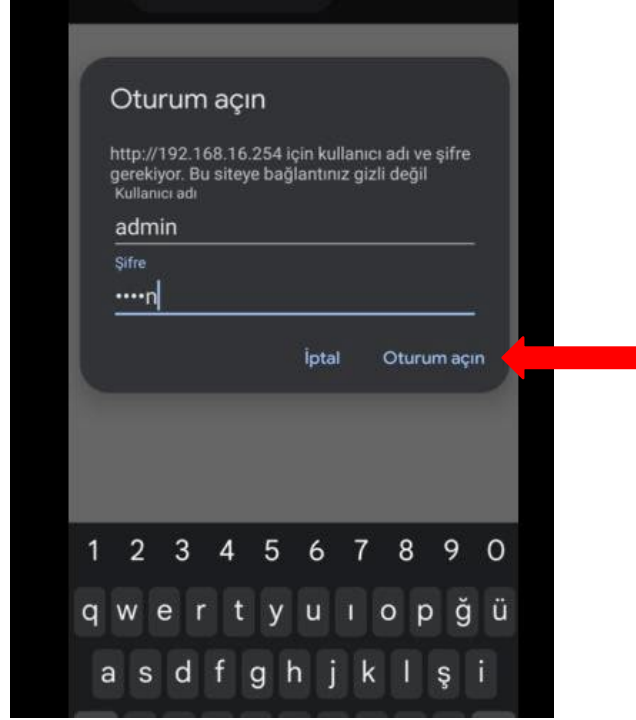 Oturum açın
http://192.168.16.254 için kullanıcı adı ve şifre
gerekiyor. Bu siteye bağlantınız gizli değil
Kullanıcı adı
admin
Şifre
••••n
İptal Oturum açın
1 2 3 4 5 6 7 8 9 0
q w e r t y u ı o p ğ ü
a s d f g h j k l ş i